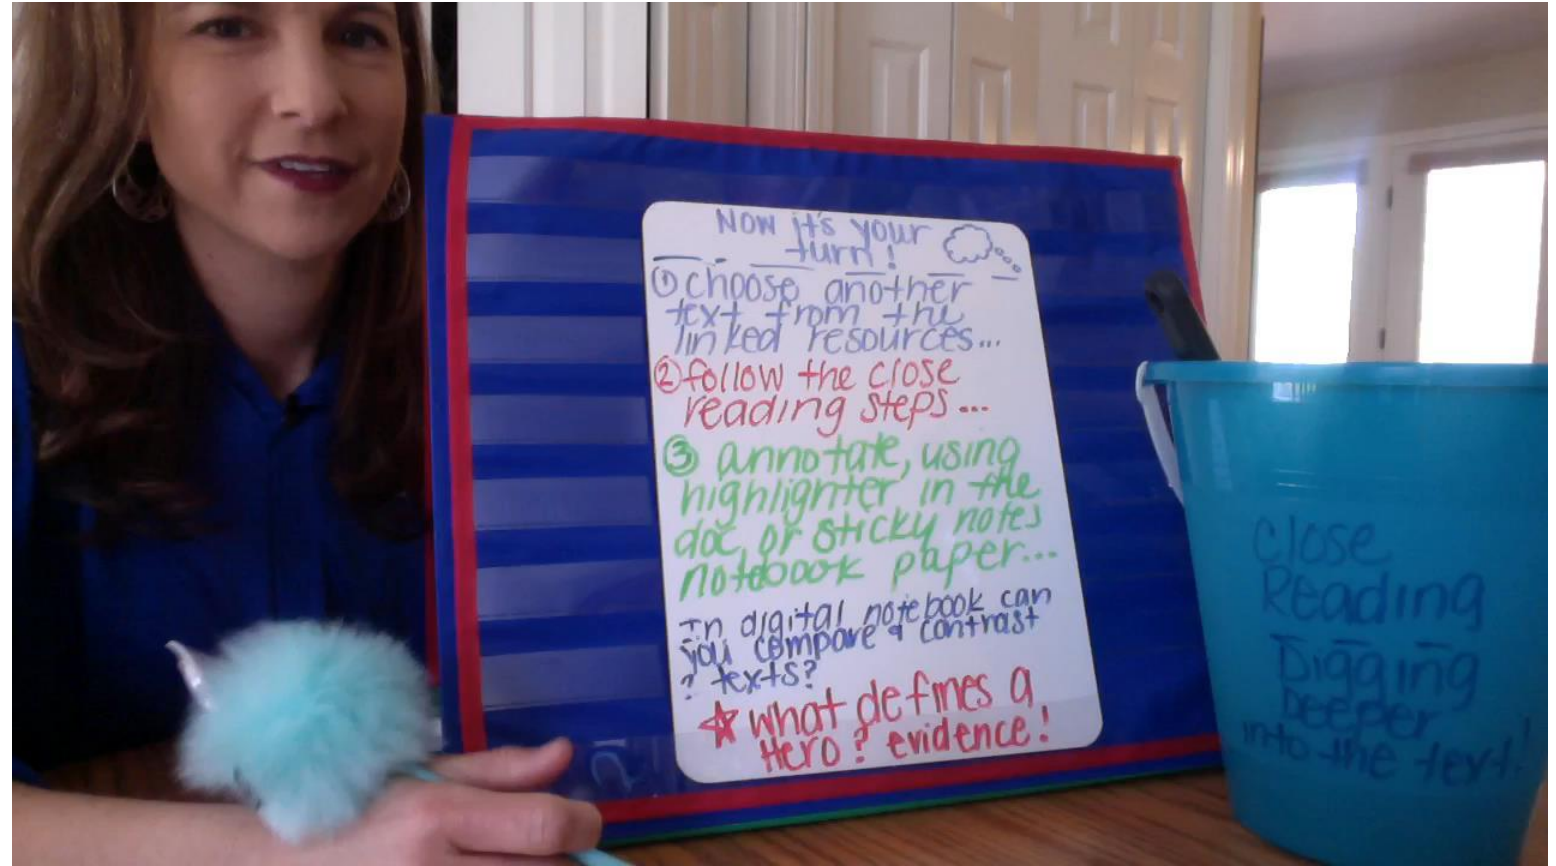 Now it's your
turn!
① choose another
text from the
linked resources...
② follow the close
reading steps...
③ annotate, using
highlighter in the
doc, or sticky notes
notebook paper...
In digital notebook can
you compare & contrast
2 texts?
☆ what defines a
Hero? evidence!
Close
Reading
Digging
Deeper
into the text!